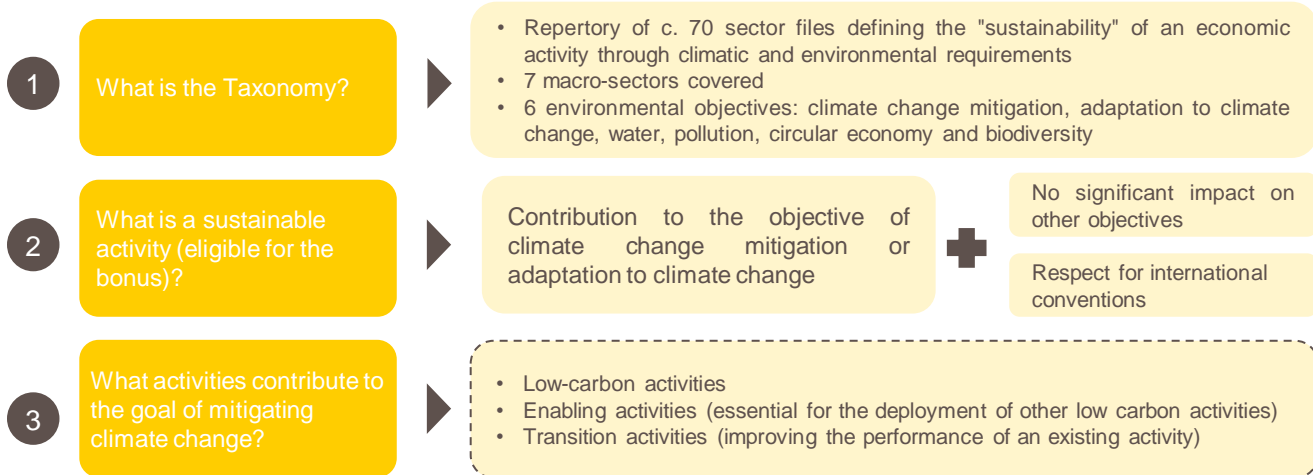 1
What is the Taxonomy?
• Repertory of c. 70 sector files defining the "sustainability" of an economic
activity through climatic and environmental requirements
• 7 macro-sectors covered
• 6 environmental objectives: climate change mitigation, adaptation to climate
change, water, pollution, circular economy and biodiversity
2
What is a sustainable
activity (eligible for the
bonus)?
Contribution to the objective of
climate change mitigation or
adaptation to climate change
No significant impact on
other objectives
Respect for international
conventions
3
What activities contribute to
the goal of mitigating
climate change?
• Low-carbon activities
• Enabling activities (essential for the deployment of other low carbon activities)
• Transition activities (improving the performance of an existing activity)